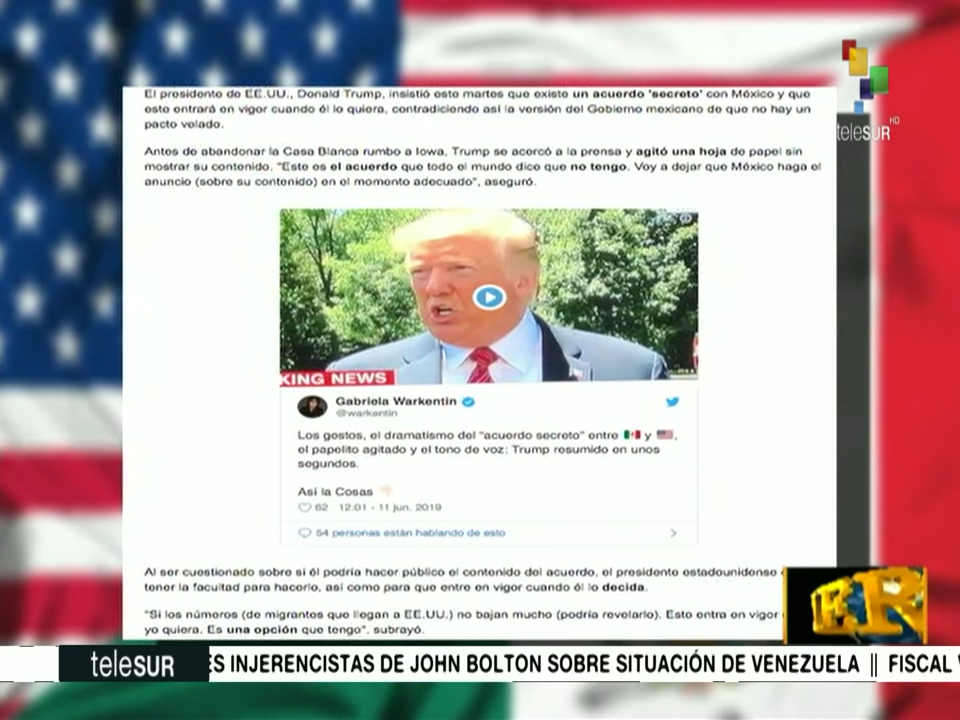 El presidente de EE.UU., Donald Trump, insistió este martes que existe un acuerdo 'secreto' con México y que
este entrará en vigor cuando él lo quiera, contradiciendo así la versión del Gobierno mexicano de que no hay un
pacto velado.
teleSUR HD
Antes de abandonar la Casa Blanca rumbo a Iowa, Trump se acercó a la prensa y agitó una hoja de papel sin
mostrar su contenido. "Este es el acuerdo que todo el mundo dice que no tengo. Voy a dejar que México haga el
anuncio (sobre su contenido) en el momento adecuado", aseguró.
KING NEWS
Gabriela Warkentin
@warkentin
Los gestos, el dramatismo del "acuerdo secreto" entre 🇲🇽 y 🇺🇸,
el papelito agitado y el tono de voz: Trump resumido en unos
segundos.
Así la Cosas 👇🏻
62 12:01 - 11 jun. 2019
54 personas están hablando de esto
Al ser cuestionado sobre si él podría hacer público el contenido del acuerdo, el presidente estadounidense
tener la facultad para hacerlo, así como para que entre en vigor cuando él lo decida.
"Si los números (de migrantes que llegan a EE.UU.) no bajan mucho (podría revelarlo). Esto entra en vigor
yo quiera. Es una opción que tengo", subrayó.
teleSUR ES INJERENCISTAS DE JOHN BOLTON SOBRE SITUACIÓN DE VENEZUELA || FISCAL